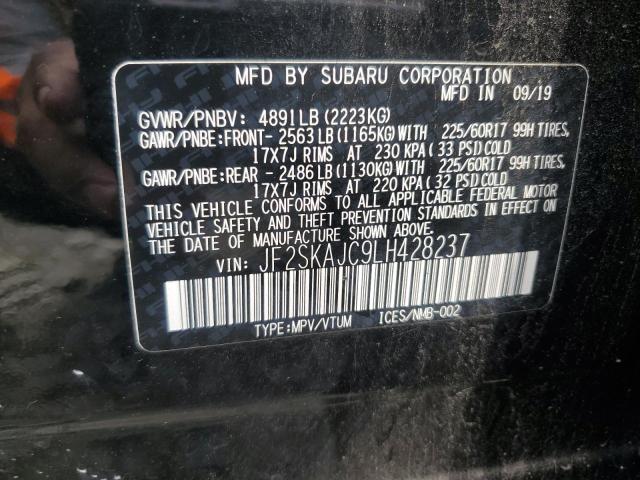 MFD BY SUBARU CORPORATION
MFD IN 09/19
GVWR/PNBV: 4891LB (2223KG)
GAWR/PNBE:FRONT- 2563LB (1165KG)WITH 225/60R17 99H TIRES,
17X7J RIMS AT 230 KPA (33 PSI)COLD
GAWR/PNBE:REAR - 2486LB (1130KG)WITH 225/60R17 99H TIRES,
17X7J RIMS AT 220 KPA (32 PSI)COLD
THIS VEHICLE CONFORMS TO ALL APPLICABLE FEDERAL MOTOR
VEHICLE SAFETY AND THEFT PREVENTION STANDARDS IN EFFECT ON
THE DATE OF MANUFACTURE SHOWN ABOVE.
VIN: JF2SKAJC9LH428237
TYPE:MPV/VTUM ICES/NMB-002